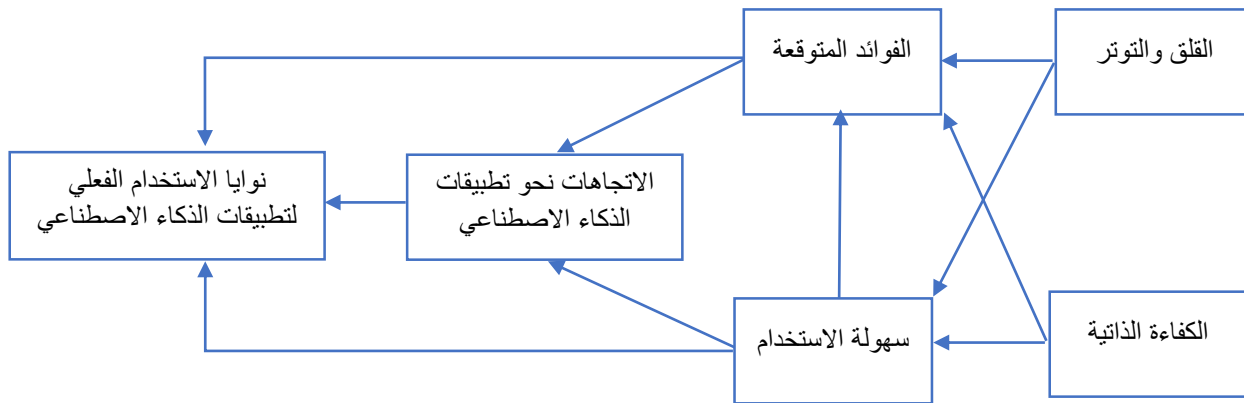 القلق والتوتر
الفوائد المتوقعة
الاتجاهات نحو تطبيقات
الذكاء الاصطناعي
نوايا الاستخدام الفعلي
لتطبيقات الذكاء الاصطناعي
الكفاءة الذاتية
سهولة الاستخدام